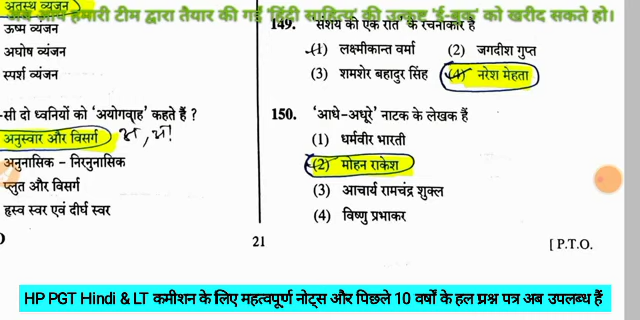 अब आप हमारी टीम द्वारा तैयार की गई 'हिंदी साहित्य' की उत्कृष्ट 'ई-बुक' को खरीद सकते हो।
अंतस्थ व्यंजन
ऊष्म व्यंजन
अघोष व्यंजन
स्पर्श व्यंजन
-सी दो ध्वनियों को 'अयोगवाह' कहते हैं ?
अनुस्वार और विसर्ग
अनुनासिक – निरनुनासिक
प्लुत और विसर्ग
हृस्व स्वर एवं दीर्घ स्वर
149. 'संशय की एक रात' के रचनाकार हैं
(1) लक्ष्मीकान्त वर्मा (2) जगदीश गुप्त
(3) शमशेर बहादुर सिंह (4) नरेश मेहता
150. 'आधे-अधूरे' नाटक के लेखक हैं
(1) धर्मवीर भारती
(2) मोहन राकेश
(3) आचार्य रामचंद्र शुक्ल
(4) विष्णु प्रभाकर
21
[ P.T.O.
HP PGT Hindi & LT कमीशन के लिए महत्वपूर्ण नोट्स और पिछले 10 वर्षों के हल प्रश्न पत्र अब उपलब्ध हैं